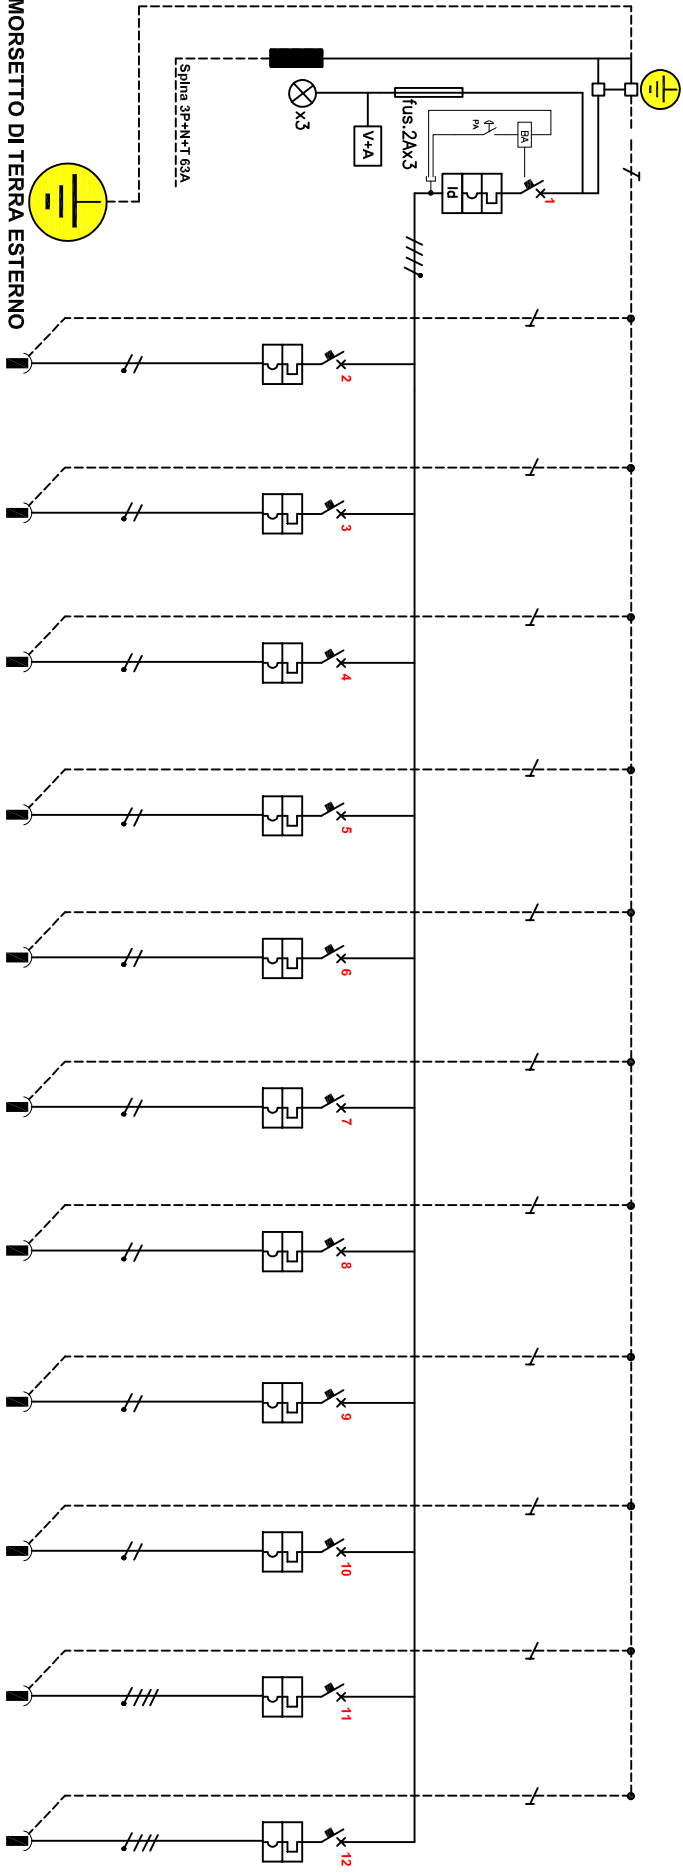 MORSETTO DI TERRA ESTERNO
Spina 3P+N+T 63A
x3
V+A
fus.2Ax3
PA
BA
Id
1
2
3
4
5
6
7
8
9
10
11
12